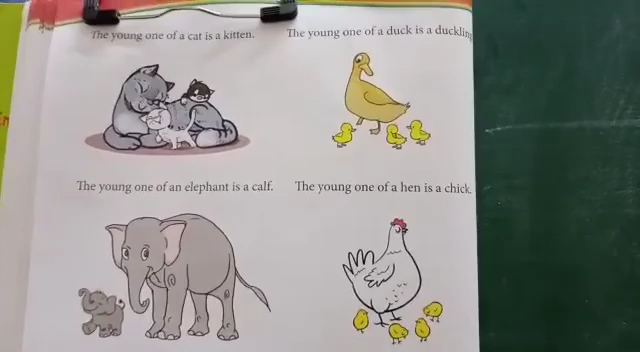 The young one of a cat is a kitten.
The young one of a duck is a duckling
The young one of an elephant is a calf.
The young one of a hen is a chick.